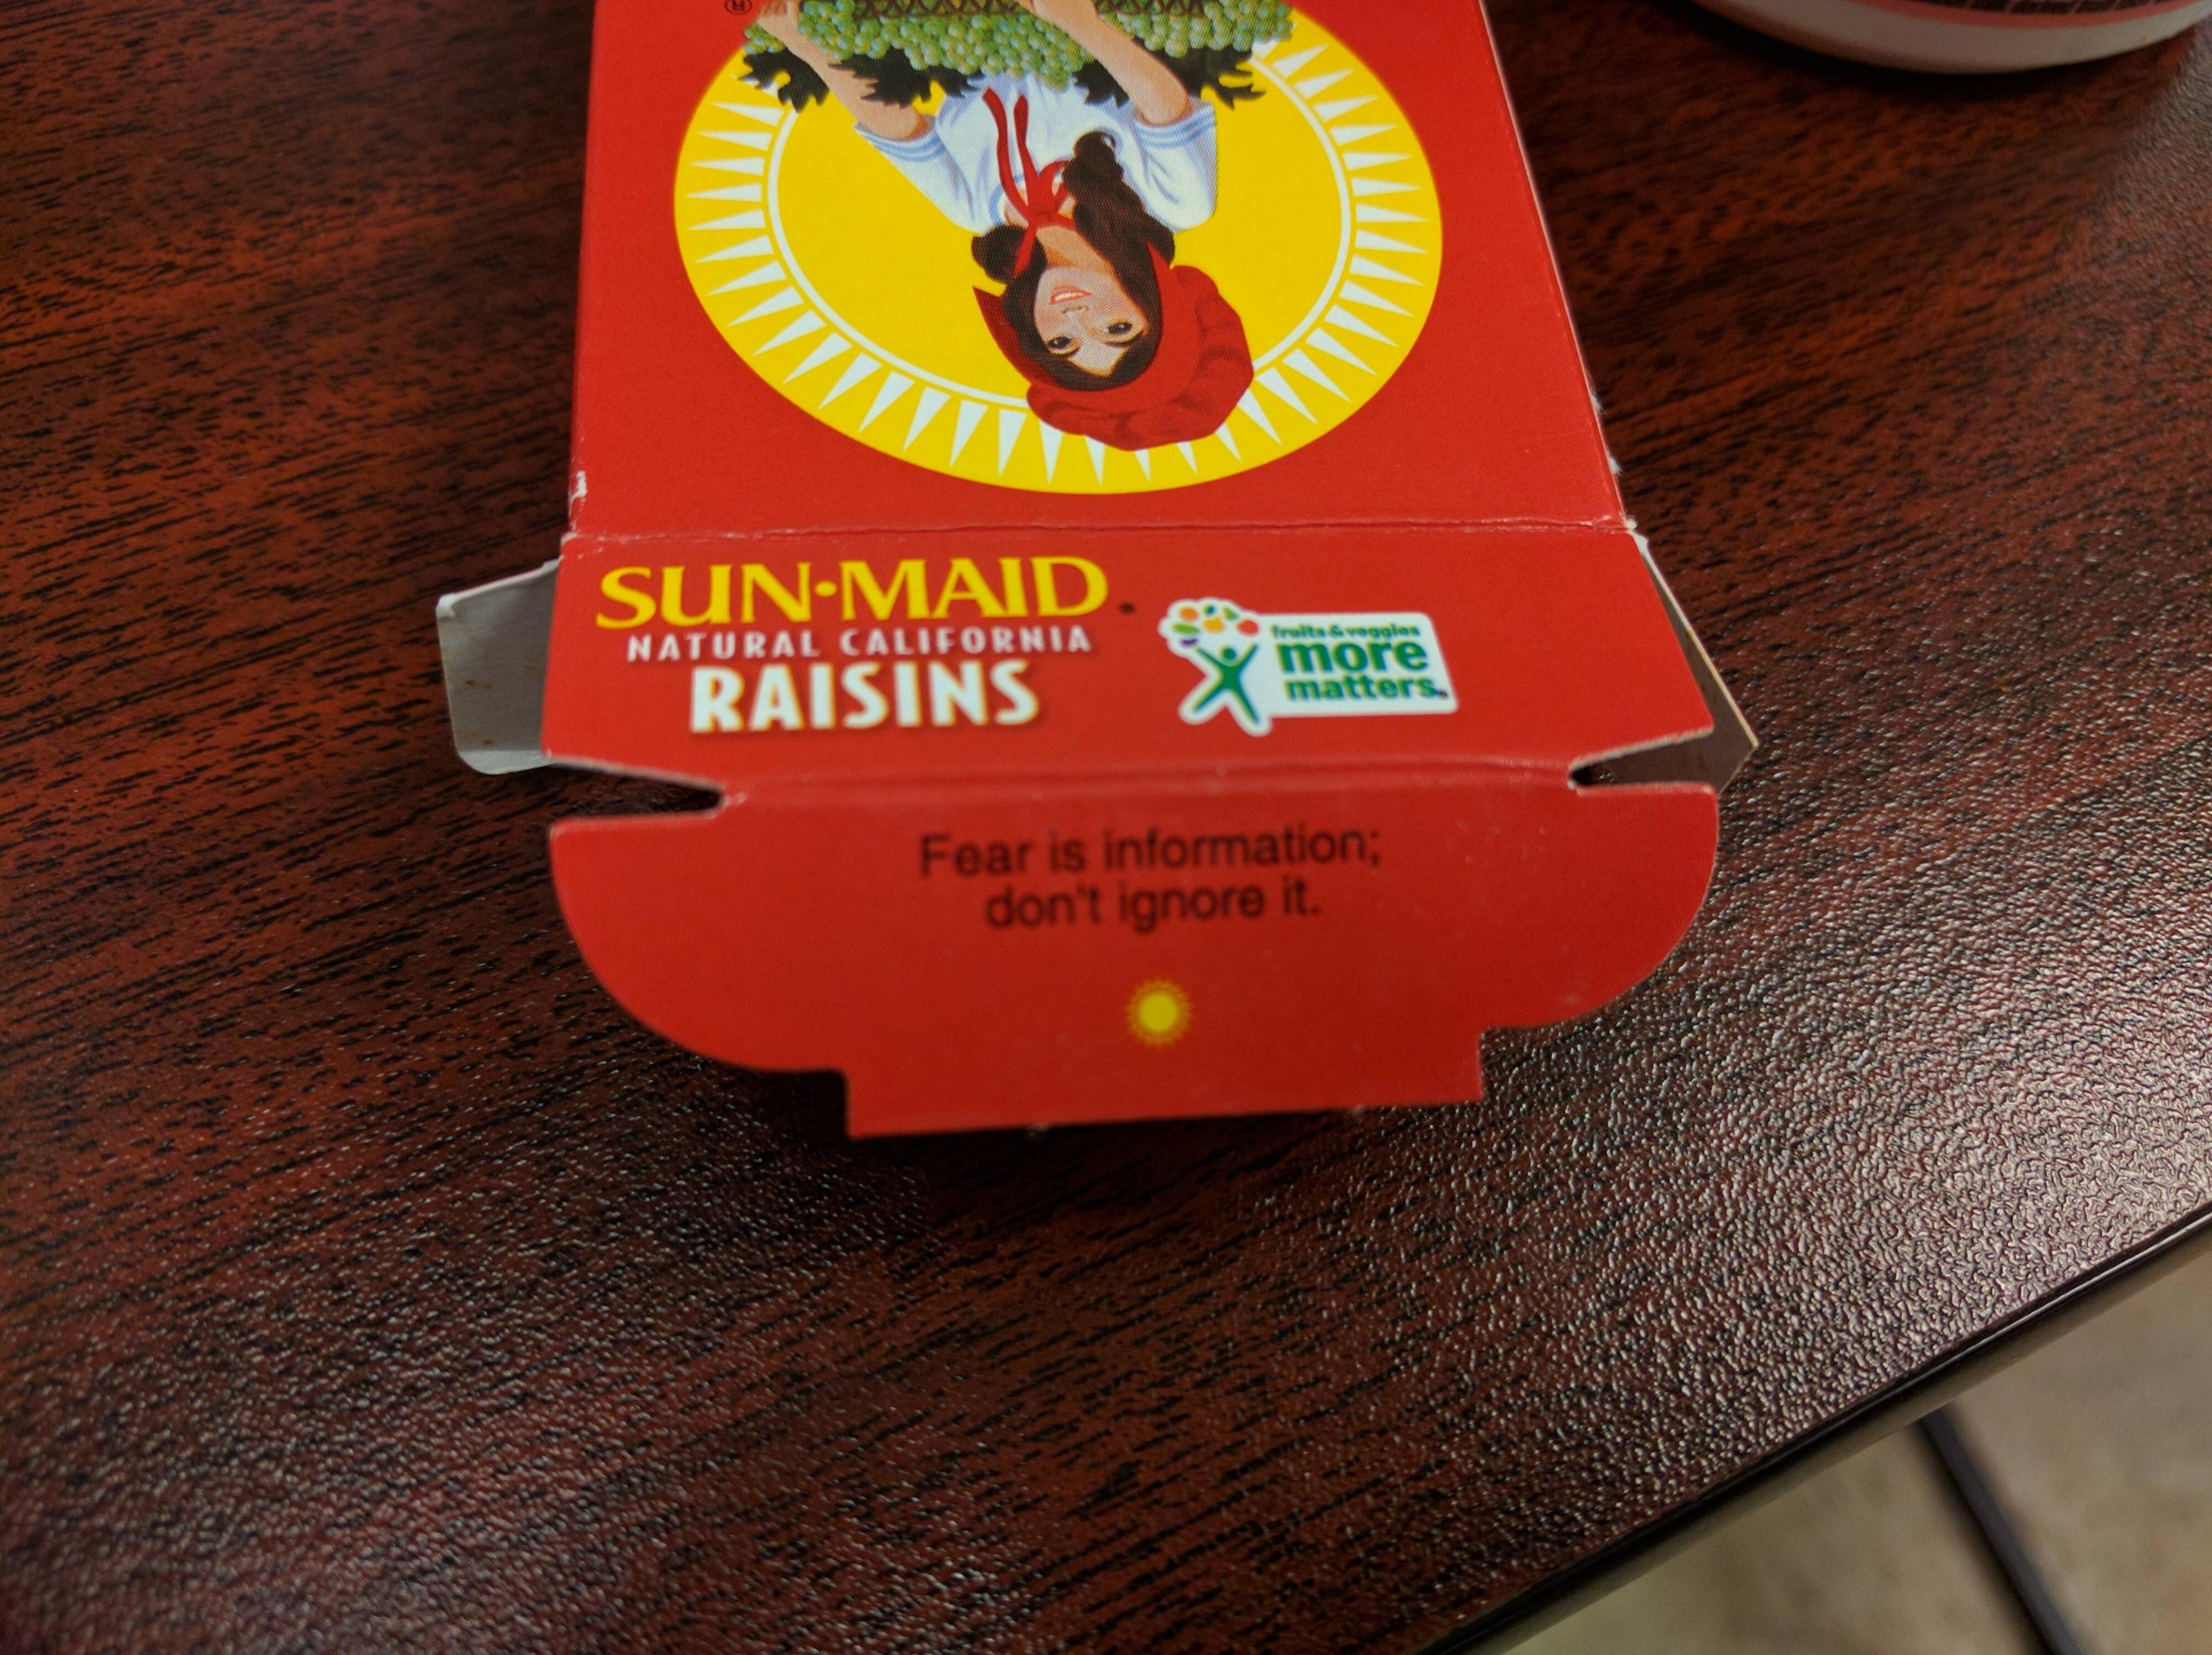 ®
SUN•MAID
NATURAL CALIFORNIA
RAISINS
fruits & veggies
more
matters.
Fear is information;
don't ignore it.